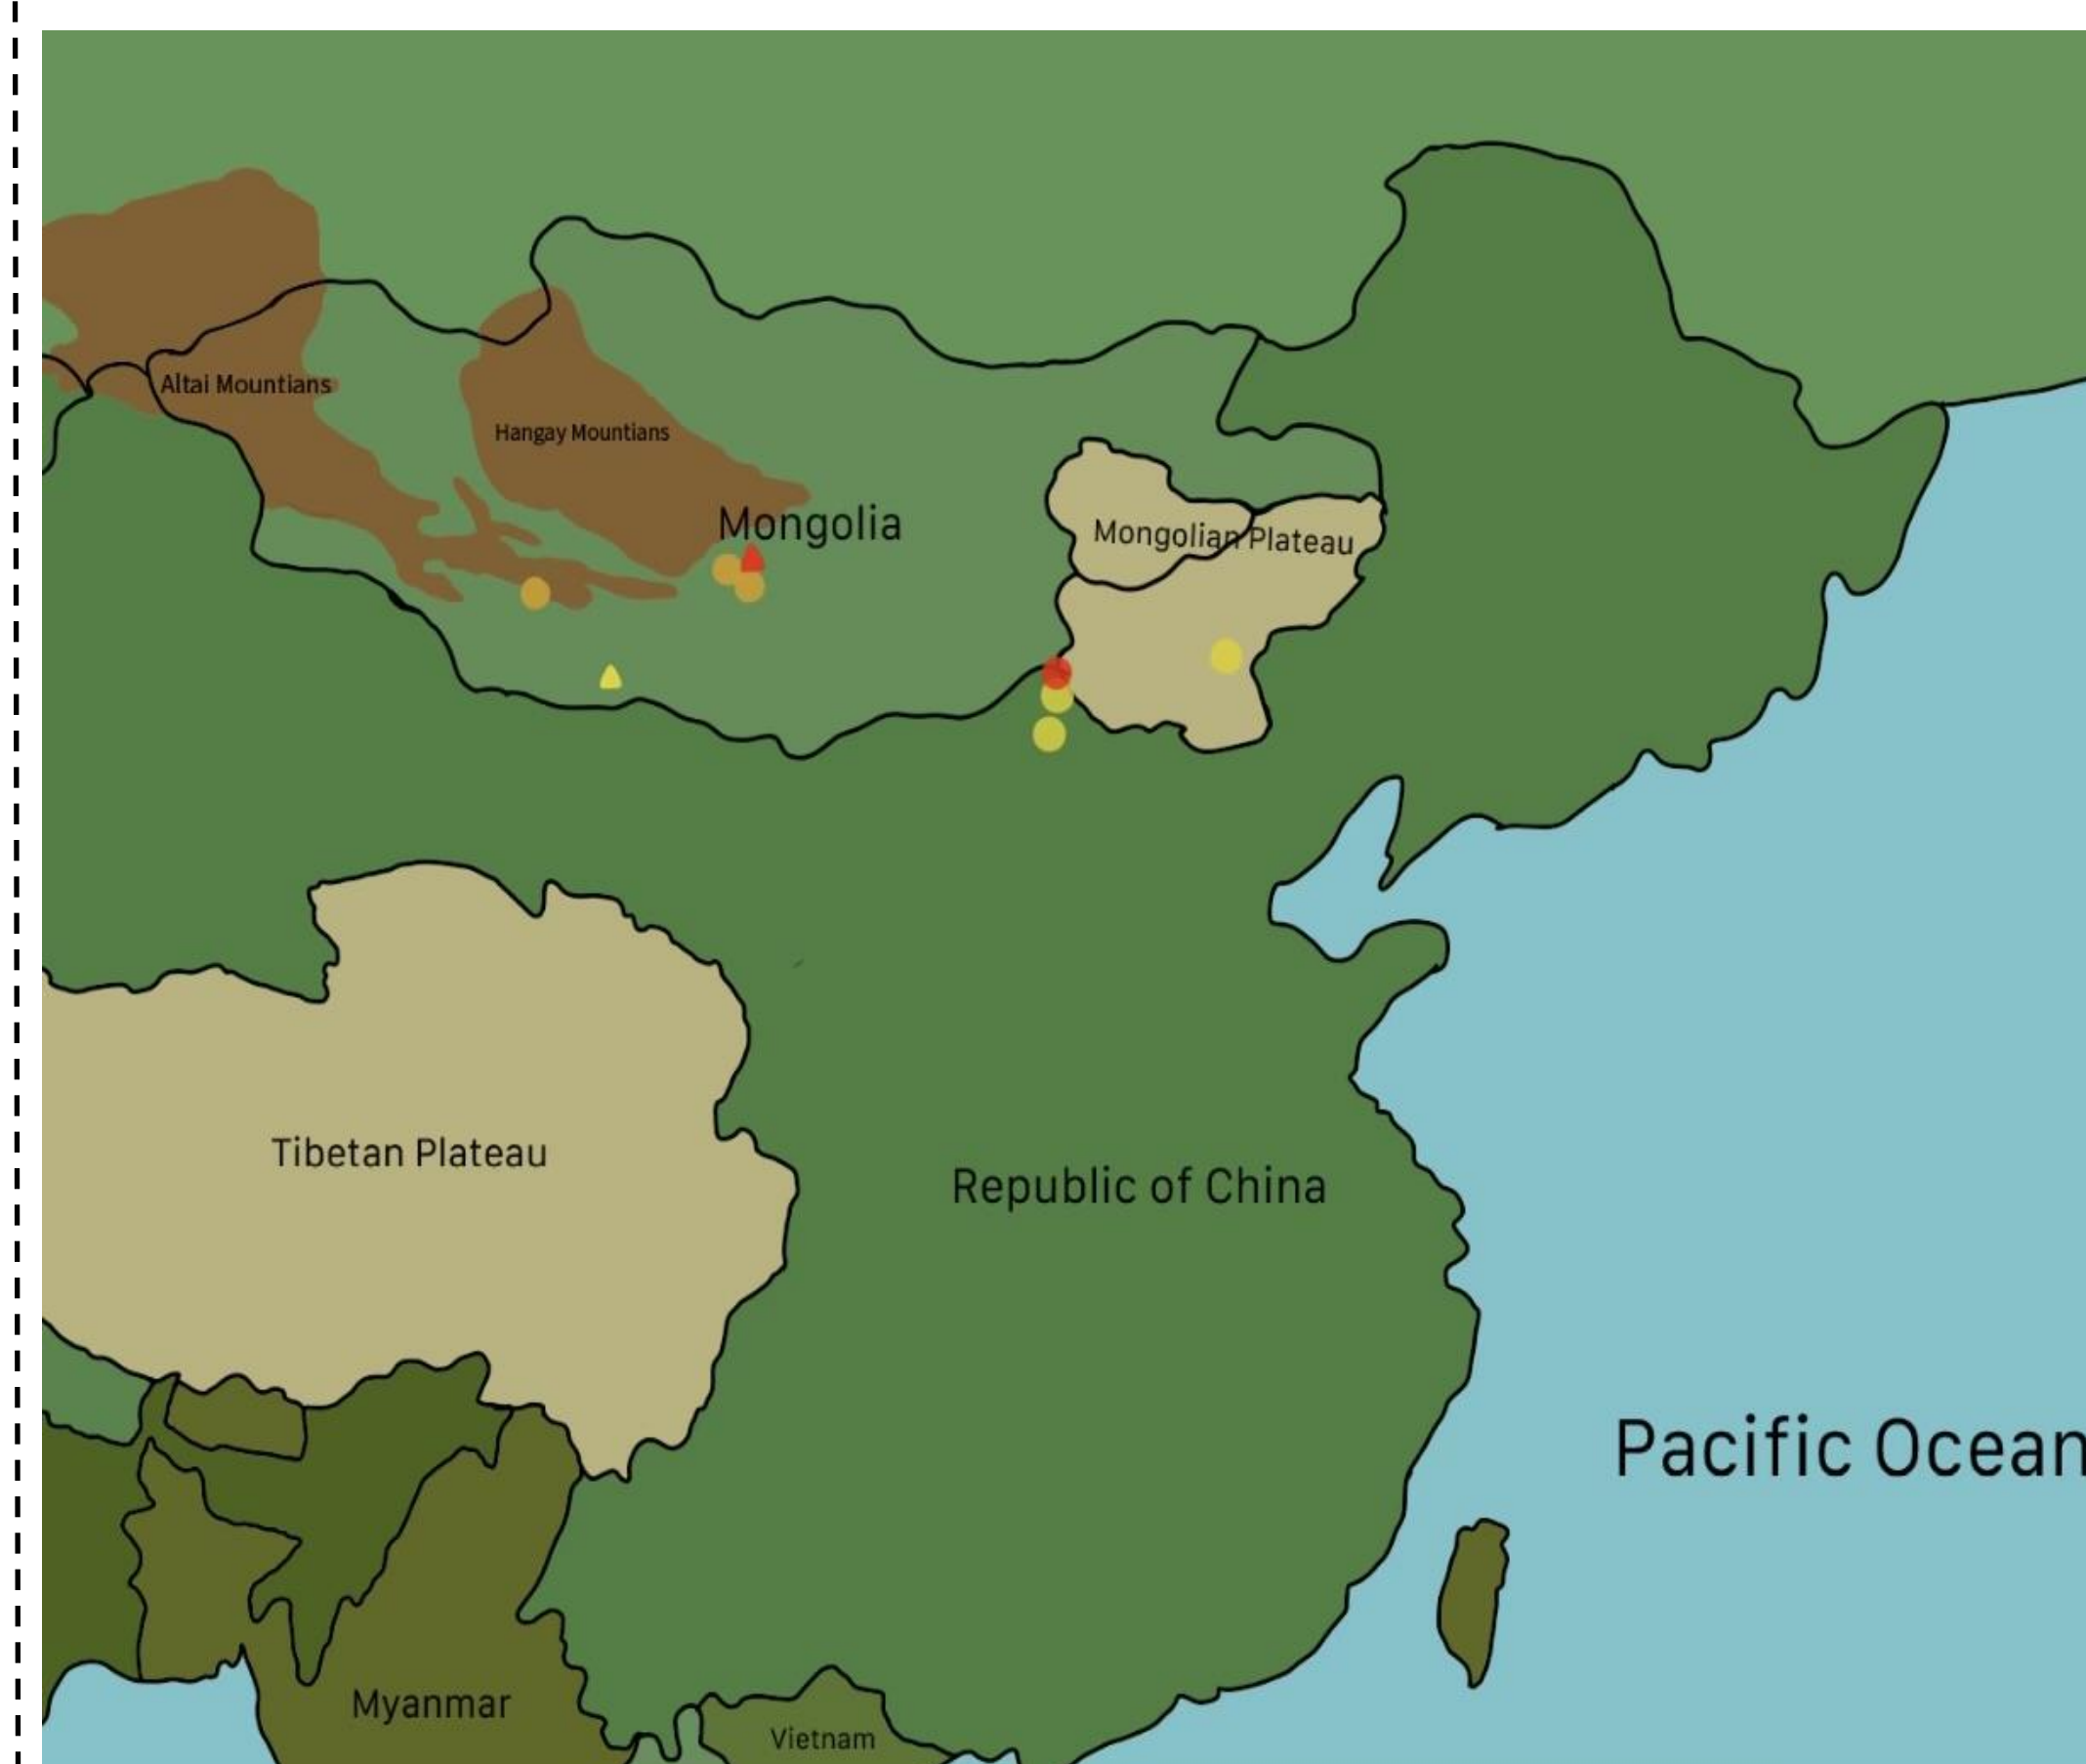 Altai Mountians
Hangay Mountians
Mongolia
Mongolian Plateau
Tibetan Plateau
Republic of China
Pacific Ocean
Myanmar
Vietnam